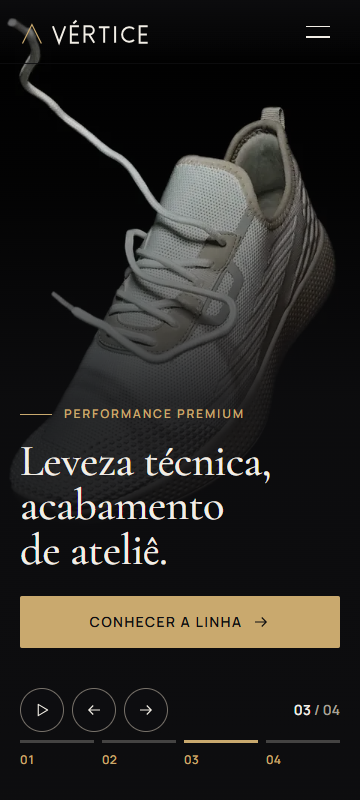 VÉRTICE
PERFORMANCE PREMIUM
Leveza técnica,
acabamento
de ateliê.
CONHECER A LINHA →
03 / 04
01 02 03 04